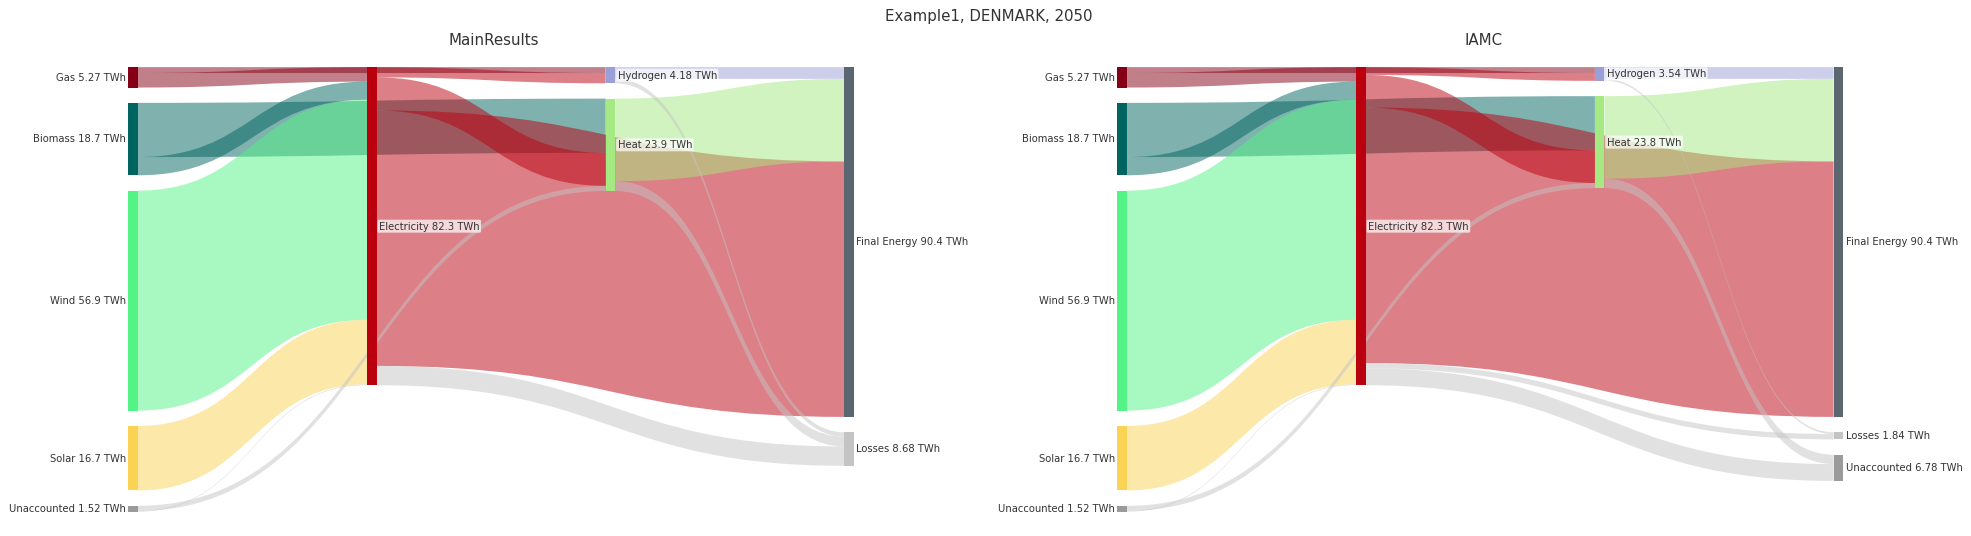 Example1, DENMARK, 2050
MainResults
Gas 5.27 TWh
Hydrogen 4.18 TWh
Biomass 18.7 TWh
Heat 23.9 TWh
Electricity 82.3 TWh
Final Energy 90.4 TWh
Wind 56.9 TWh
Losses 8.68 TWh
Solar 16.7 TWh
Unaccounted 1.52 TWh
IAMC
Gas 5.27 TWh
Hydrogen 3.54 TWh
Biomass 18.7 TWh
Heat 23.8 TWh
Electricity 82.3 TWh
Final Energy 90.4 TWh
Wind 56.9 TWh
Losses 1.84 TWh
Solar 16.7 TWh
Unaccounted 6.78 TWh
Unaccounted 1.52 TWh